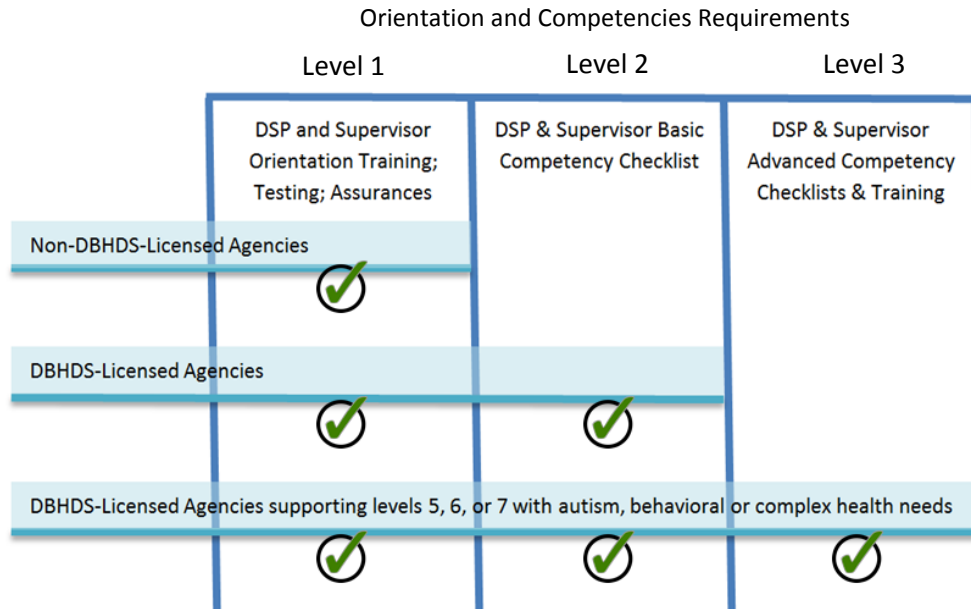 Orientation and Competencies Requirements
Level 1
Level 2
Level 3
DSP and Supervisor
Orientation Training;
Testing; Assurances
DSP & Supervisor Basic
Competency Checklist
DSP & Supervisor
Advanced Competency
Checklists & Training
Non-DBHDS-Licensed Agencies
DBHDS-Licensed Agencies
DBHDS-Licensed Agencies supporting levels 5, 6, or 7 with autism, behavioral or complex health needs